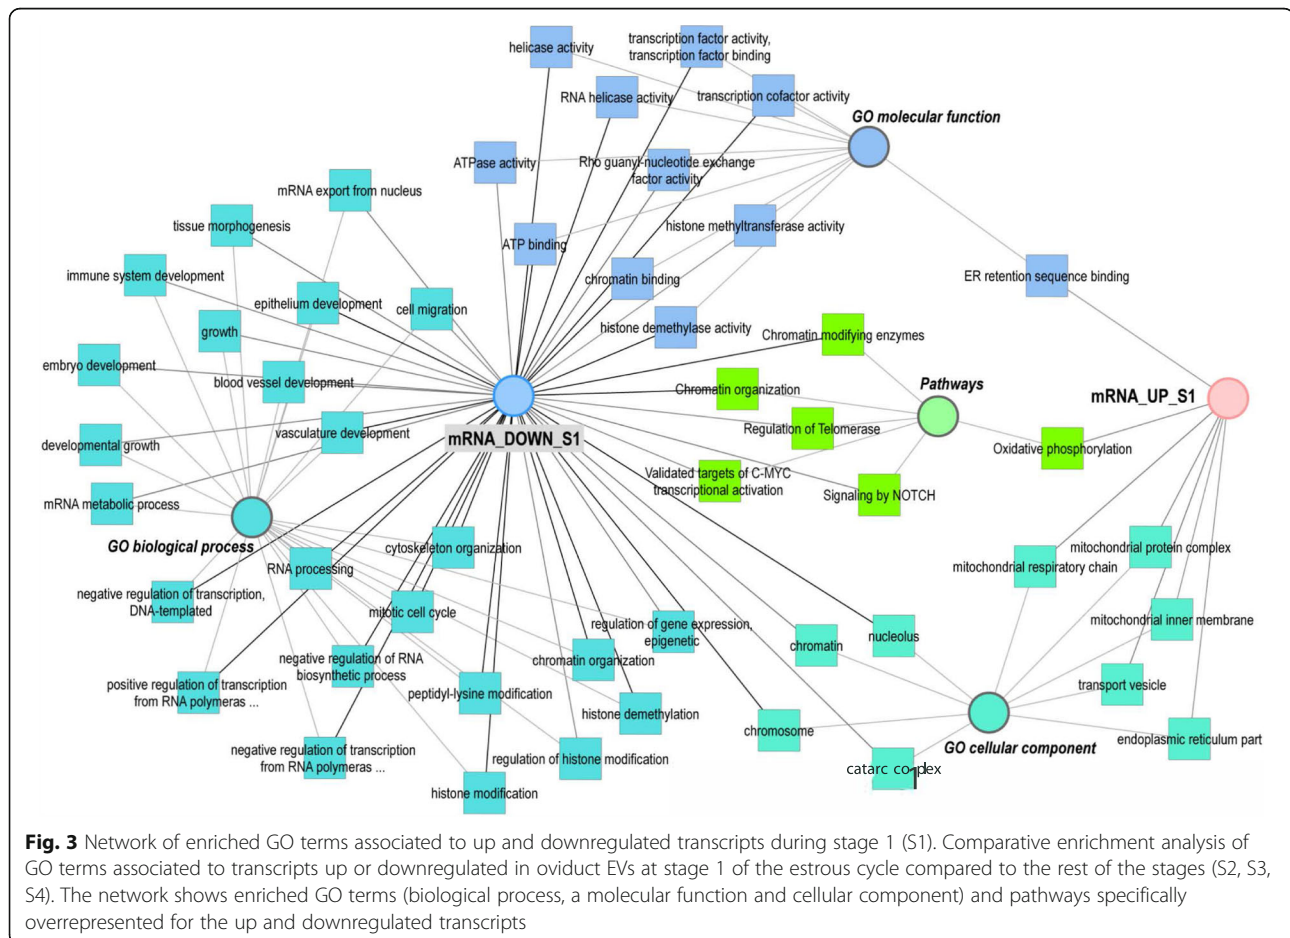 helicase activity
transcription factor activity,
transcription factor binding
RNA helicase activity
transcription cofactor activity
GO molecular function
ATPase activity
Rho guanyl-nucleotide exchange
factor activity
mRNA export from nucleus
tissue morphogenesis
histone methyltransferase activity
ATP binding
immune system development
chromatin binding
ER retention sequence binding
epithelium development
cell migration
growth
histone demethylase activity
Chromatin modifying enzymes
embryo development
blood vessel development
Chromatin organization
Pathways
mRNA_UP_S1
developmental growth
vasculature development
mRNA_DOWN_S1
Regulation of Telomerase
Oxidative phosphorylation
Validated targets of C-MYC
transcriptional activation
Signaling by NOTCH
mRNA metabolic process
GO biological process
cytoskeleton organization
RNA processing
mitochondrial protein complex
mitochondrial respiratory chain
negative regulation of transcription,
DNA-templated
mitotic cell cycle
regulation of gene expression,
epigenetic
nucleolus
chromatin
mitochondrial inner membrane
negative regulation of RNA
biosynthetic process
chromatin organization
positive regulation of transcription
from RNA polymeras ...
peptidyl-lysine modification
transport vesicle
histone demethylation
chromosome
GO cellular component
endoplasmic reticulum part
negative regulation of transcription
from RNA polymeras ...
regulation of histone modification
histone modification
catarc co
Fig. 3 Network of enriched GO terms associated to up and downregulated transcripts during stage 1 (S1). Comparative enrichment analysis of
GO terms associated to transcripts up or downregulated in oviduct EVs at stage 1 of the estrous cycle compared to the rest of the stages (S2, S3,
S4). The network shows enriched GO terms (biological process, a molecular function and cellular component) and pathways specifically
overrepresented for the up and downregulated transcripts